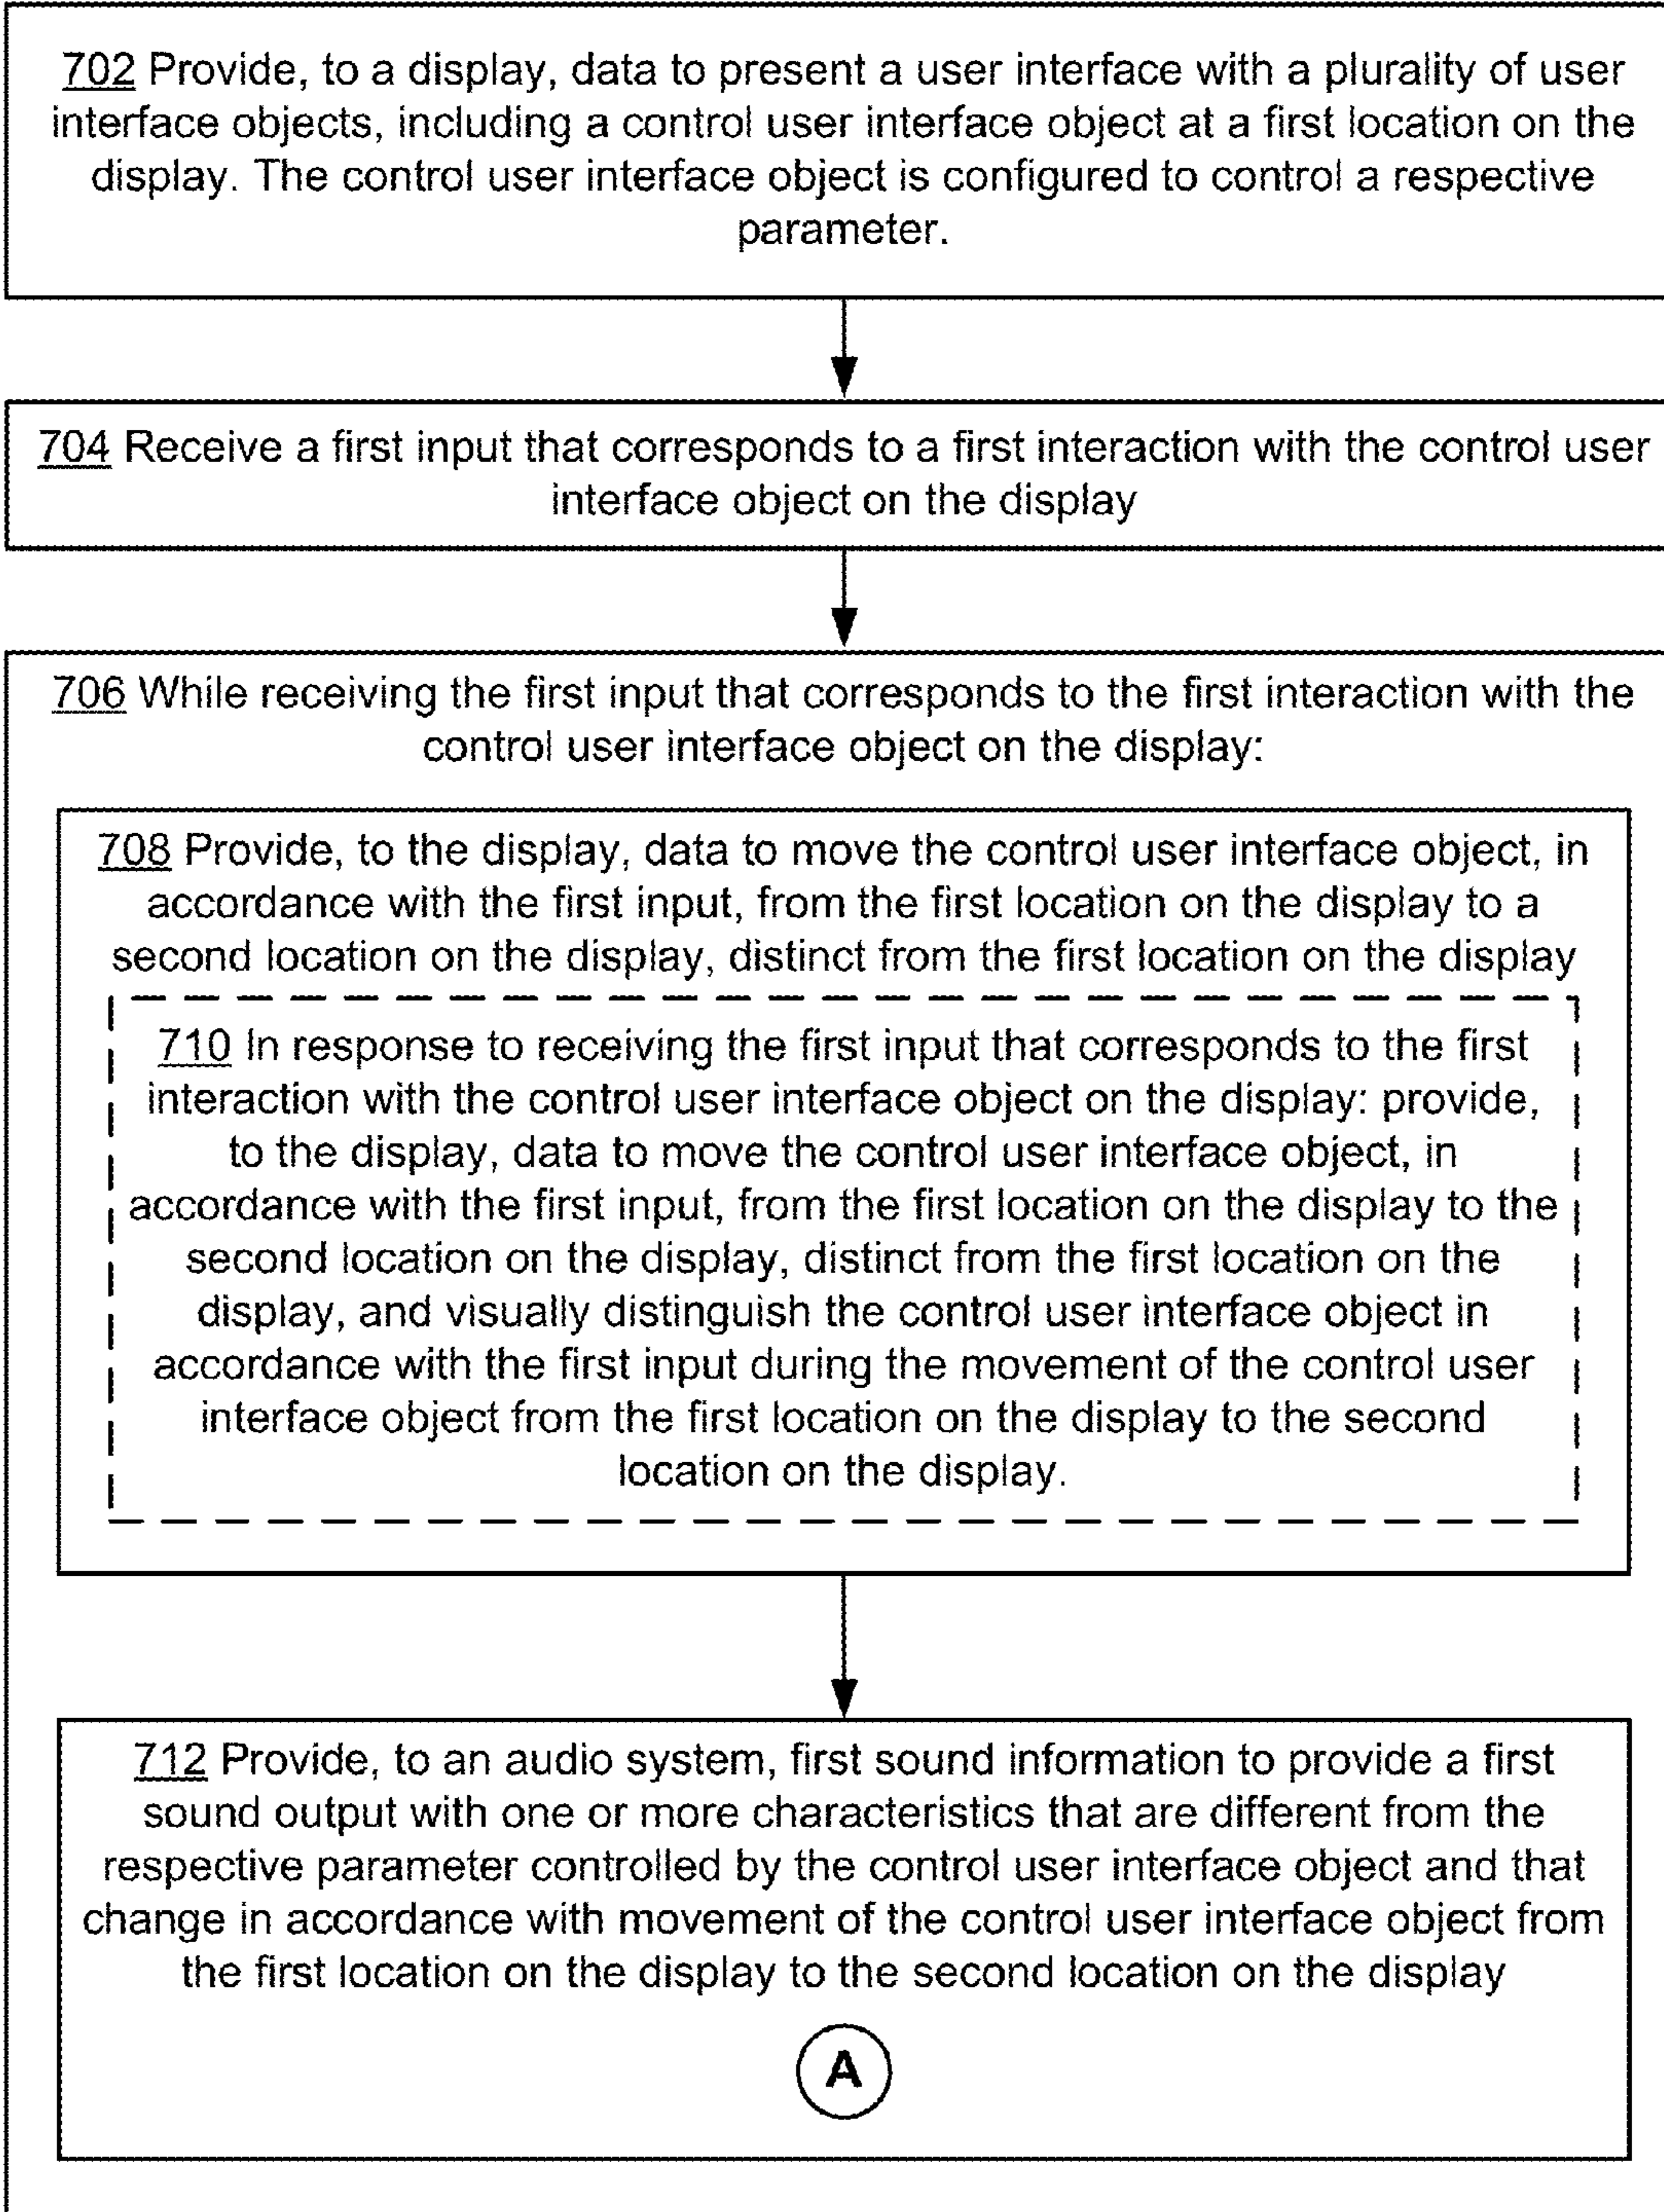 702 Provide, to a display, data to present a user interface with a plurality of user
interface objects, including a control user interface object at a first location on the
display. The control user interface object is configured to control a respective
parameter.
704 Receive a first input that corresponds to a first interaction with the control user
interface object on the display
706 While receiving the first input that corresponds to the first interaction with the
control user interface object on the display:
708 Provide, to the display, data to move the control user interface object, in
accordance with the first input, from the first location on the display to a
second location on the display, distinct from the first location on the display
710 In response to receiving the first input that corresponds to the first
interaction with the control user interface object on the display: provide,
to the display, data to move the control user interface object, in
accordance with the first input, from the first location on the display to the
second location on the display, distinct from the first location on the
display, and visually distinguish the control user interface object in
accordance with the first input during the movement of the control user
interface object from the first location on the display to the second
location on the display.
712 Provide, to an audio system, first sound information to provide a first
sound output with one or more characteristics that are different from the
respective parameter controlled by the control user interface object and that
change in accordance with movement of the control user interface object from
the first location on the display to the second location on the display
A